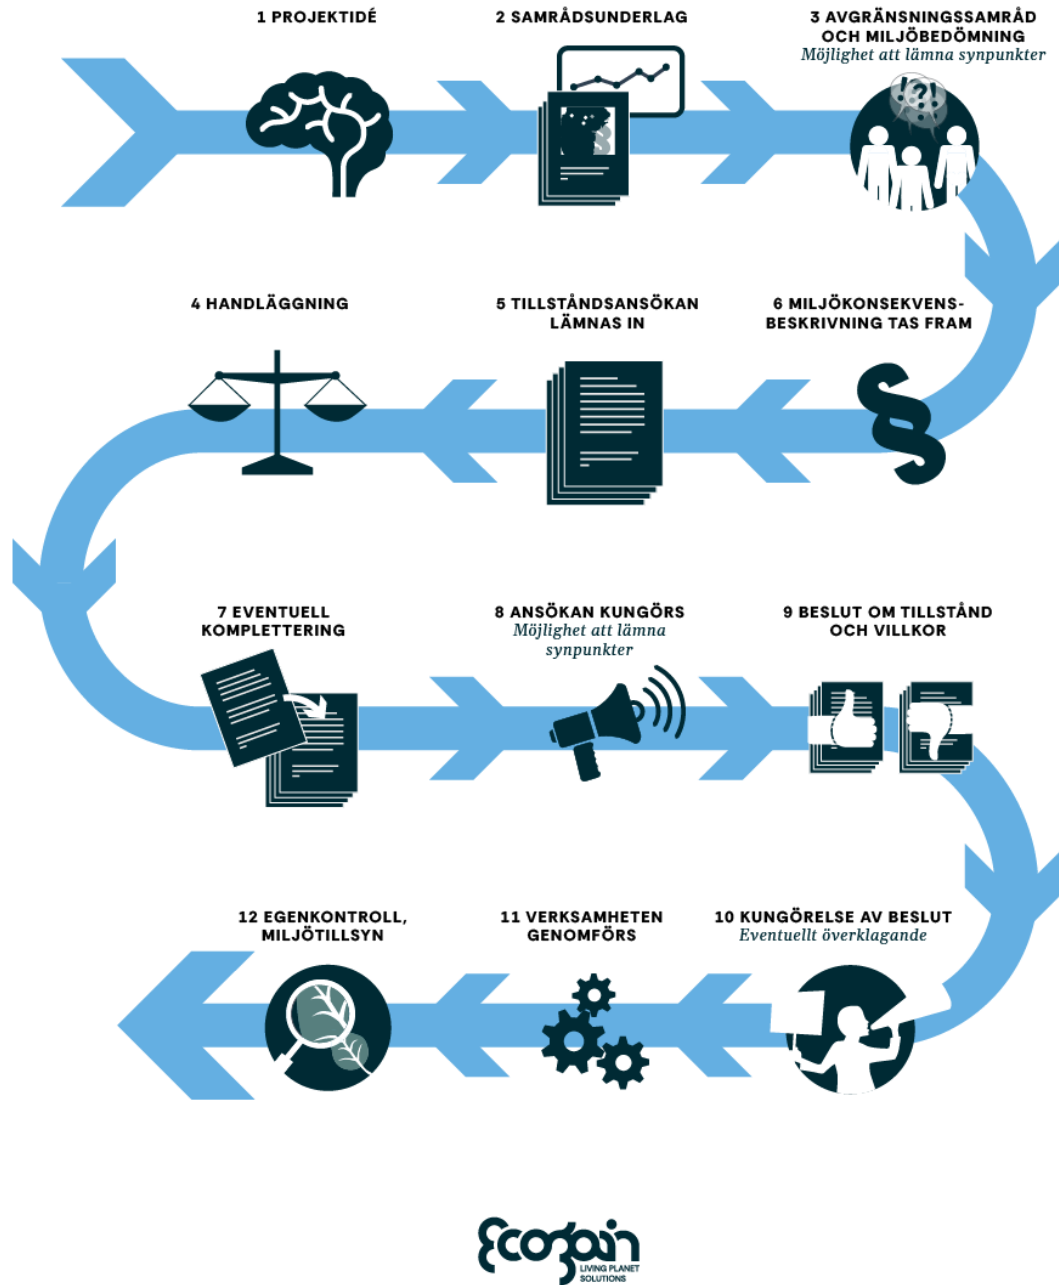 1 PROJEKTIDÉ
2 SAMRÅDSUNDERLAG
3 AVGRÄNSNINGSSAMRÅD
OCH MILJÖBEDÖMNING
Möjlighet att lämna synpunkter
4 HANDLÄGGNING
5 TILLSTÅNDSANSÖKAN
LÄMNAS IN
6 MILJÖKONSEKVENS-
BESKRIVNING TAS FRAM
7 EVENTUELL
KOMPLETTERING
8 ANSÖKAN KUNGÖRS
Möjlighet att lämna
synpunkter
9 BESLUT OM TILLSTÅND
OCH VILLKOR
12 EGENKONTROLL,
MILJÖTILLSYN
11 VERKSAMHETEN
GENOMFÖRS
10 KUNGÖRELSE AV BESLUT
Eventuellt överklagande
Ecogain
LIVING PLANET
SOLUTIONS